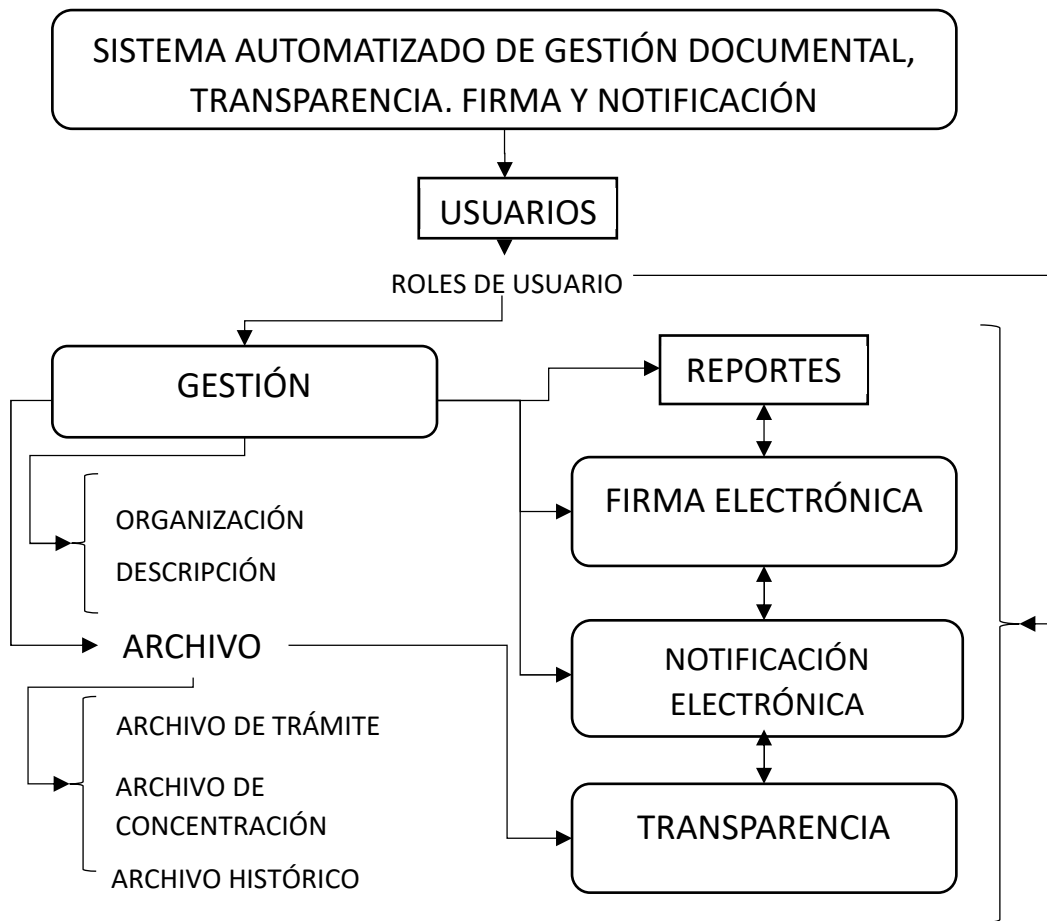 SISTEMA AUTOMATIZADO DE GESTIÓN DOCUMENTAL,
TRANSPARENCIA. FIRMA Y NOTIFICACIÓN
USUARIOS
ROLES DE USUARIO
GESTIÓN
REPORTES
FIRMA ELECTRÓNICA
ORGANIZACIÓN
DESCRIPCIÓN
ARCHIVO
NOTIFICACIÓN
ELECTRÓNICA
ARCHIVO DE TRÁMITE
ARCHIVO DE
CONCENTRACIÓN
ARCHIVO HISTÓRICO
TRANSPARENCIA